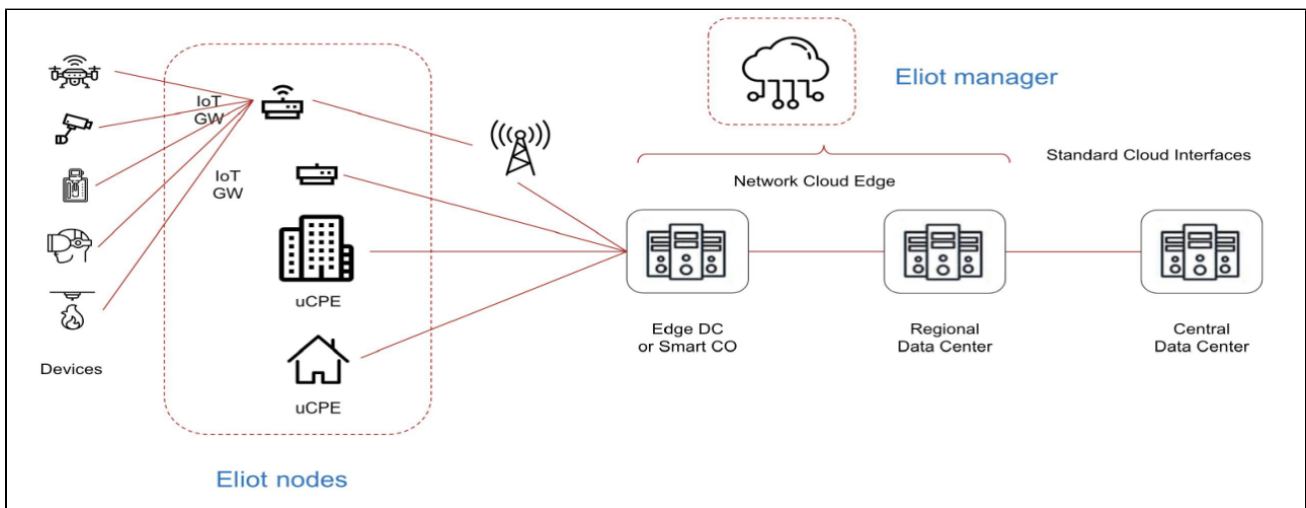 Eliot manager
IoT
GW
Standard Cloud Interfaces
IoT
GW
Network Cloud Edge
uCPE
Edge DC
or Smart CO
Regional
Data Center
Central
Data Center
Devices
uCPE
Eliot nodes